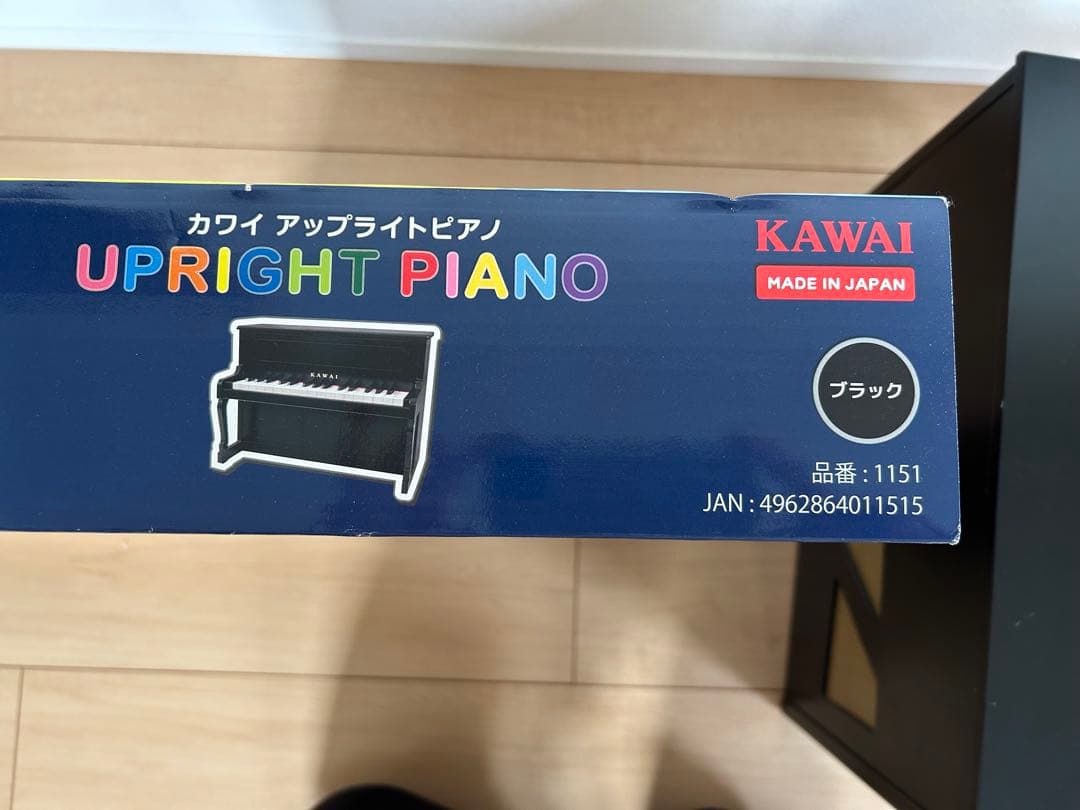 カワイ アップライトピアノ
UPRIGHT PIANO
KAWAI
MADE IN JAPAN
KAWAI
ブラック
品番 : 1151
JAN : 4962864011515